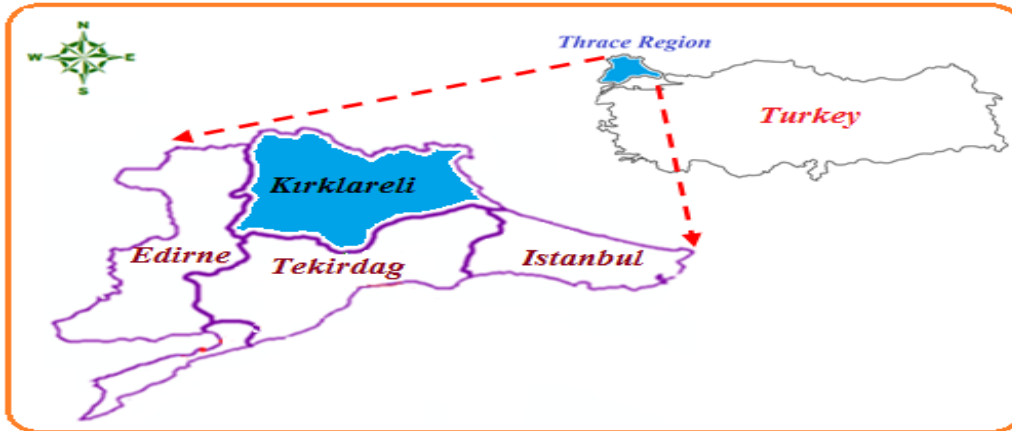 N
W E
S
Thrace Region
Turkey
Kırklareli
Edirne
Tekirdag
Istanbul